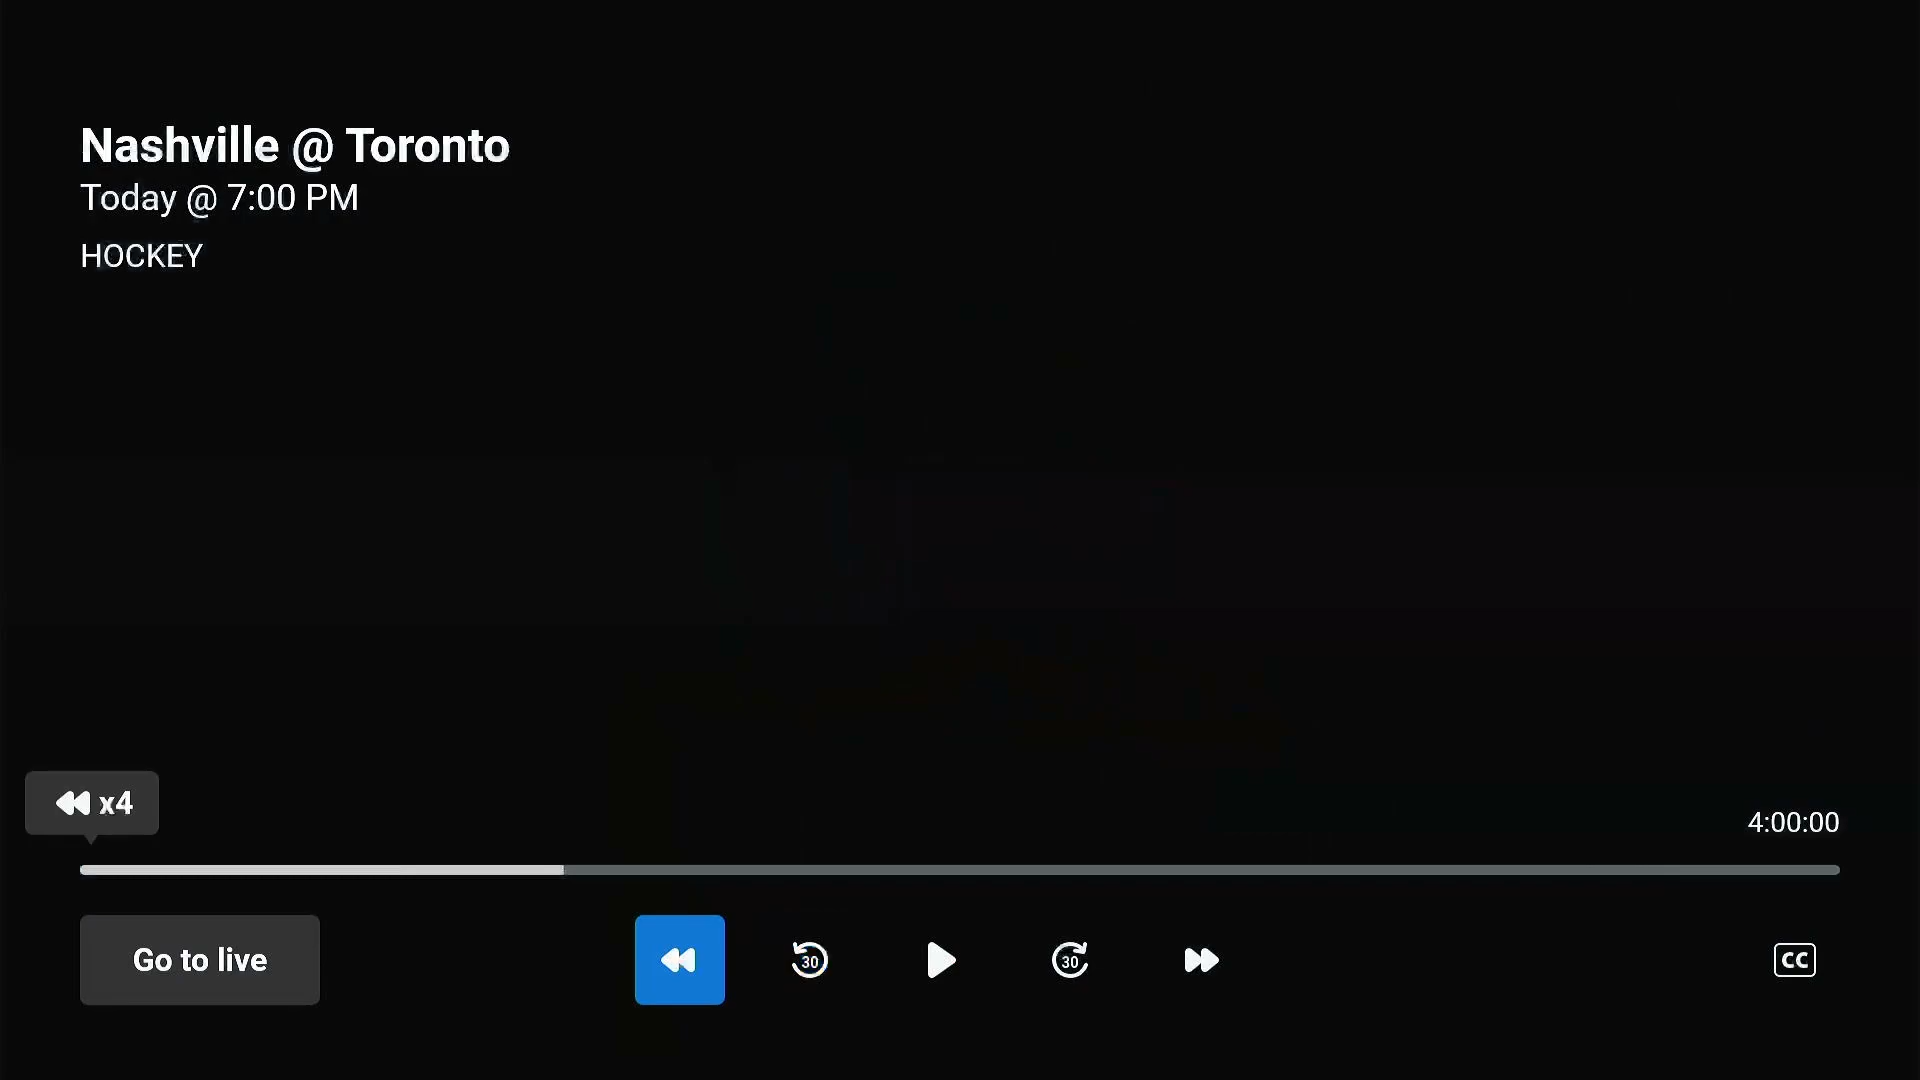 Nashville @ Toronto
Today @ 7:00 PM
HOCKEY
x4
4:00:00
Go to live
30
30
CC